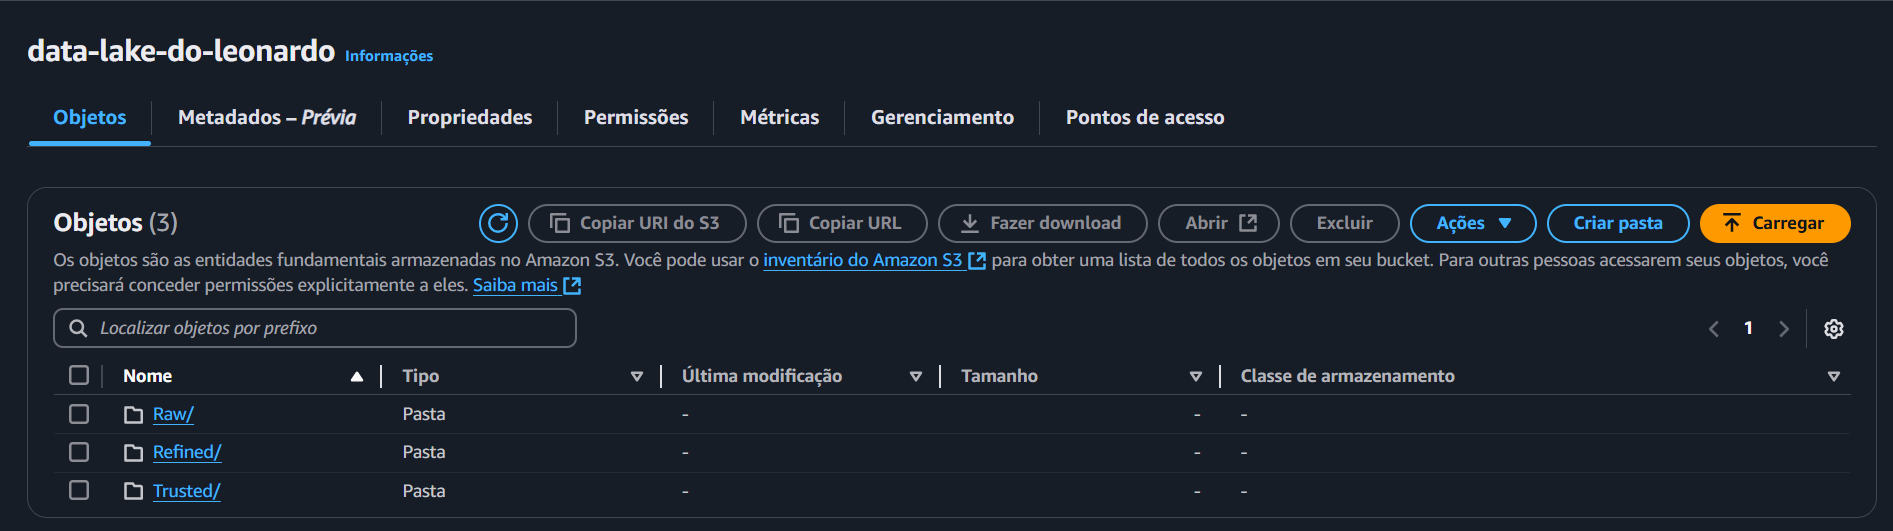 data-lake-do-leonardo Informações
Objetos Metadados – Prévia Propriedades Permissões Métricas Gerenciamento Pontos de acesso
Objetos (3) Copiar URI do S3 Copiar URL Fazer download Abrir Excluir Ações Criar pasta Carregar
Os objetos são as entidades fundamentais armazenadas no Amazon S3. Você pode usar o inventário do Amazon S3 para obter uma lista de todos os objetos em seu bucket. Para outras pessoas acessarem seus objetos, você
precisará conceder permissões explicitamente a eles. Saiba mais
Localizar objetos por prefixo 1
Nome Tipo Última modificação Tamanho Classe de armazenamento
Raw/ Pasta - - -
Refined/ Pasta - - -
Trusted/ Pasta - - -